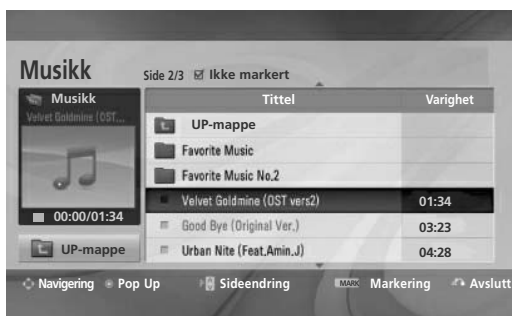 Musikk
Side 2/3 Ikke markert
Musikk
Velvet Goldmine (OST...
00:00/01:34
UP-mappe
Tittel Varighet
UP-mappe
Favorite Music
Favorite Music No.2
Velvet Goldmine (OST vers2) 01:34
Good Bye (Original Ver.) 03:23
Urban Nite (Feat.Amin.J) 04:28
Navigering Pop Up Sideendring MARK Markering Avslutt